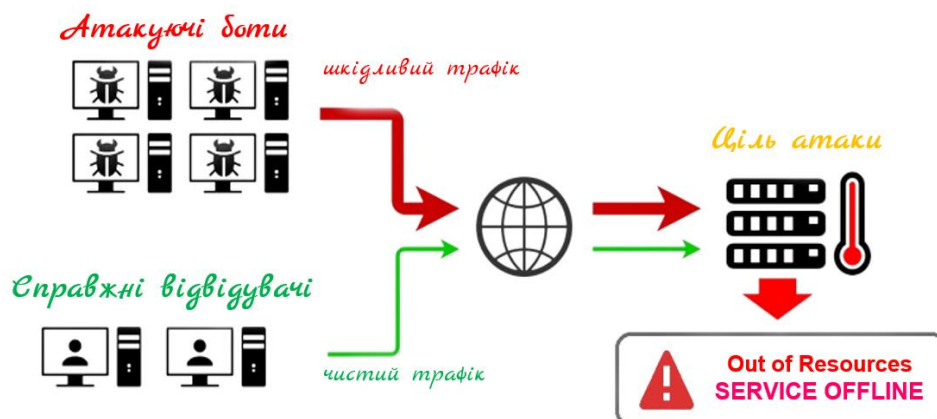 Атакуючі боти
шкідливий трафік
Ціль атаки
Справжні відвідувачі
чистий трафік
Out of Resources
SERVICE OFFLINE